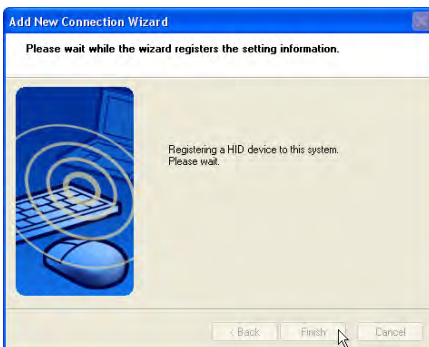 Add New Connection Wizard
Please wait while the wizard registers the setting information.
Registering a HID device to this system.
Please wait.
< Back
Finish
Cancel